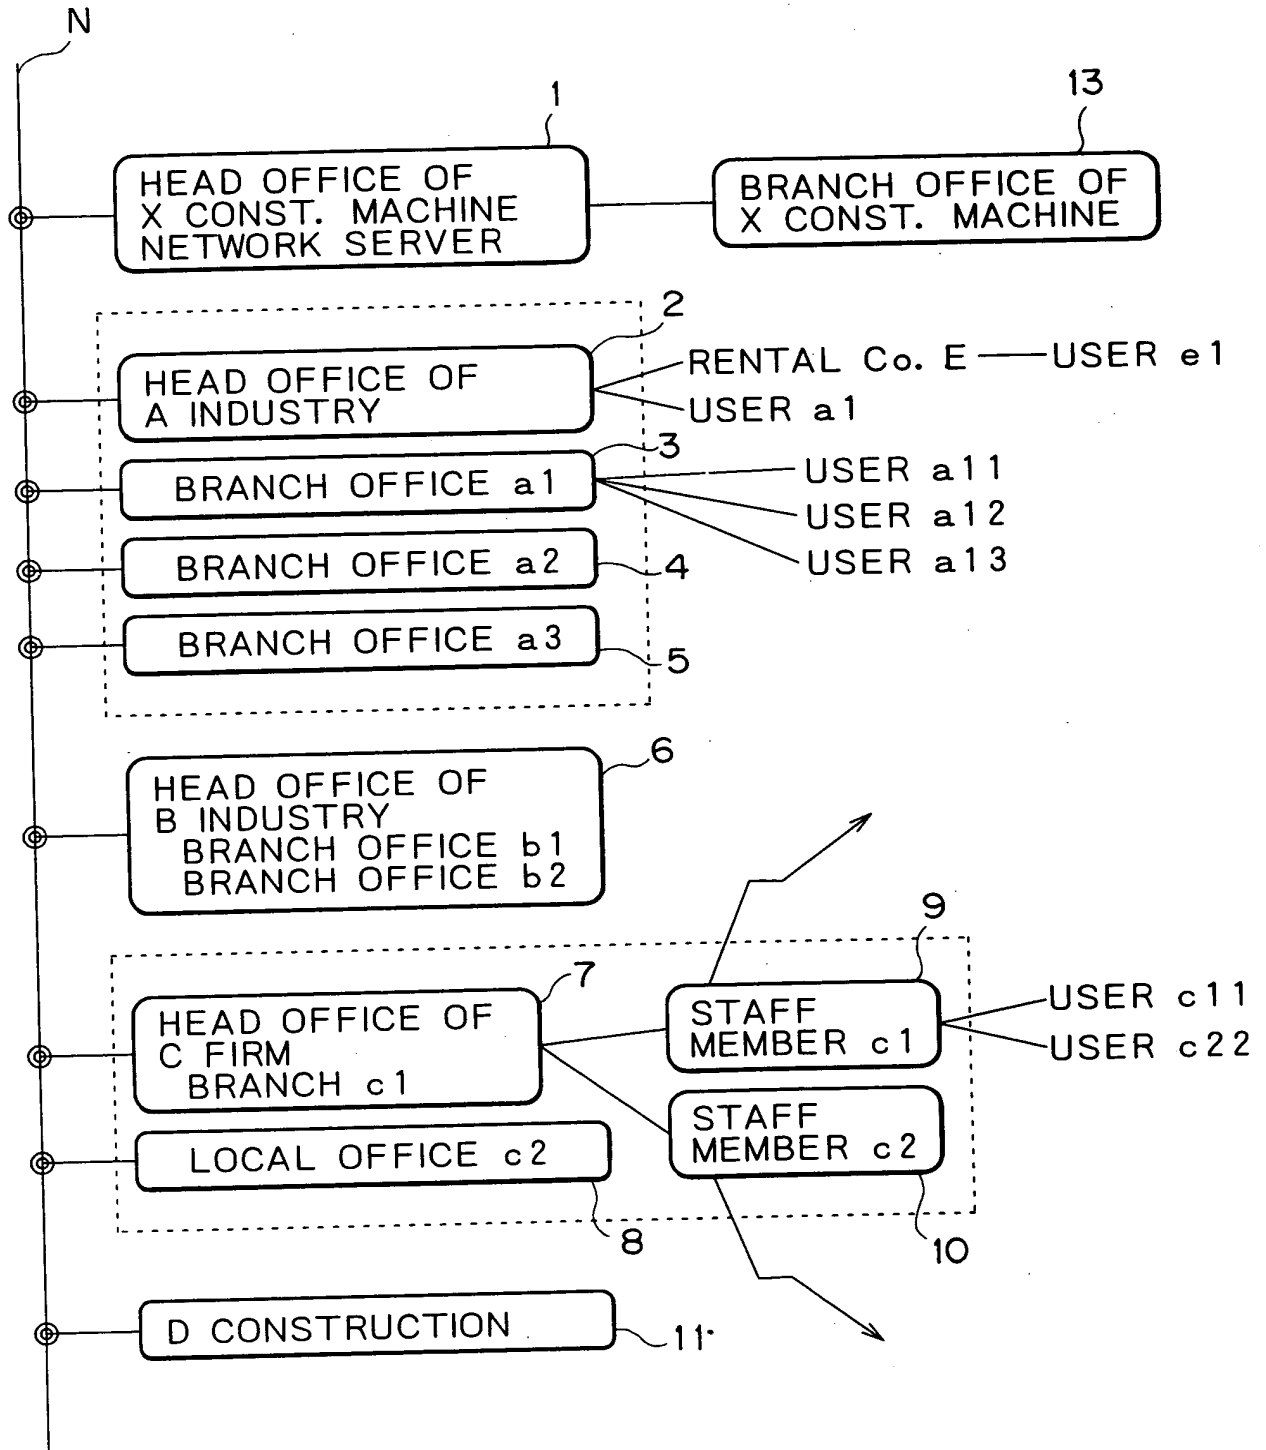 N
1
13
HEAD OFFICE OF
X CONST. MACHINE
NETWORK SERVER
BRANCH OFFICE OF
X CONST. MACHINE
2
HEAD OFFICE OF
A INDUSTRY
RENTAL Co. E
USER e1
USER a1
3
BRANCH OFFICE a1
USER a11
USER a12
USER a13
BRANCH OFFICE a2
4
BRANCH OFFICE a3
5
6
HEAD OFFICE OF
B INDUSTRY
BRANCH OFFICE b1
BRANCH OFFICE b2
7
HEAD OFFICE OF
C FIRM
BRANCH c1
9
STAFF
MEMBER c1
USER c11
USER c22
STAFF
MEMBER c2
10
LOCAL OFFICE c2
8
D CONSTRUCTION
11